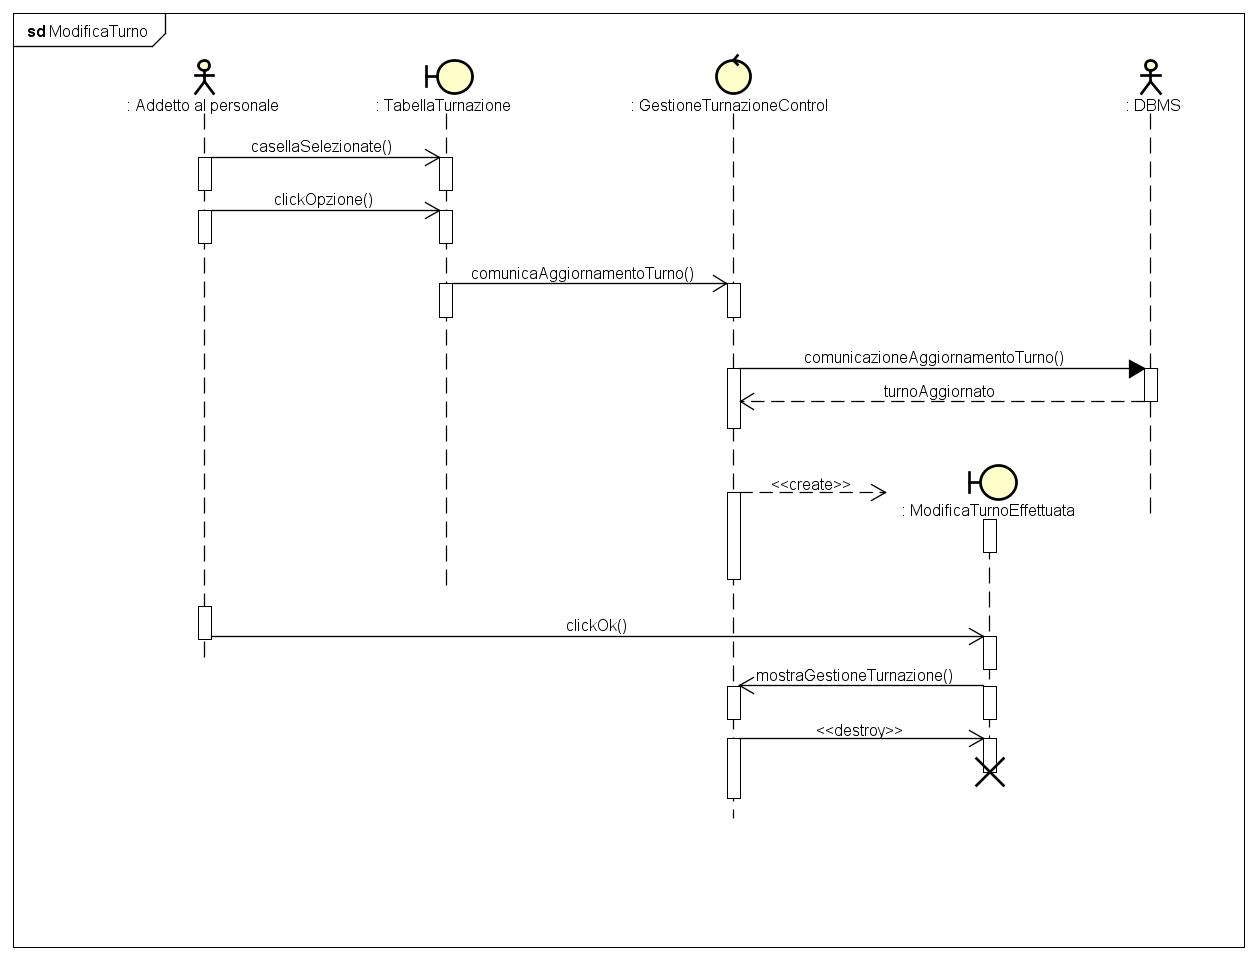 sd ModificaTurno
: Addetto al personale
: TabellaTurnazione
: GestioneTurnazioneControl
: DBMS
casellaSelezionate()
clickOpzione()
comunicaAggiornamentoTurno()
comunicazioneAggiornamentoTurno()
turnoAggiornato
<<create>>
: ModificaTurnoEffettuata
clickOk()
mostraGestioneTurnazione()
<<destroy>>